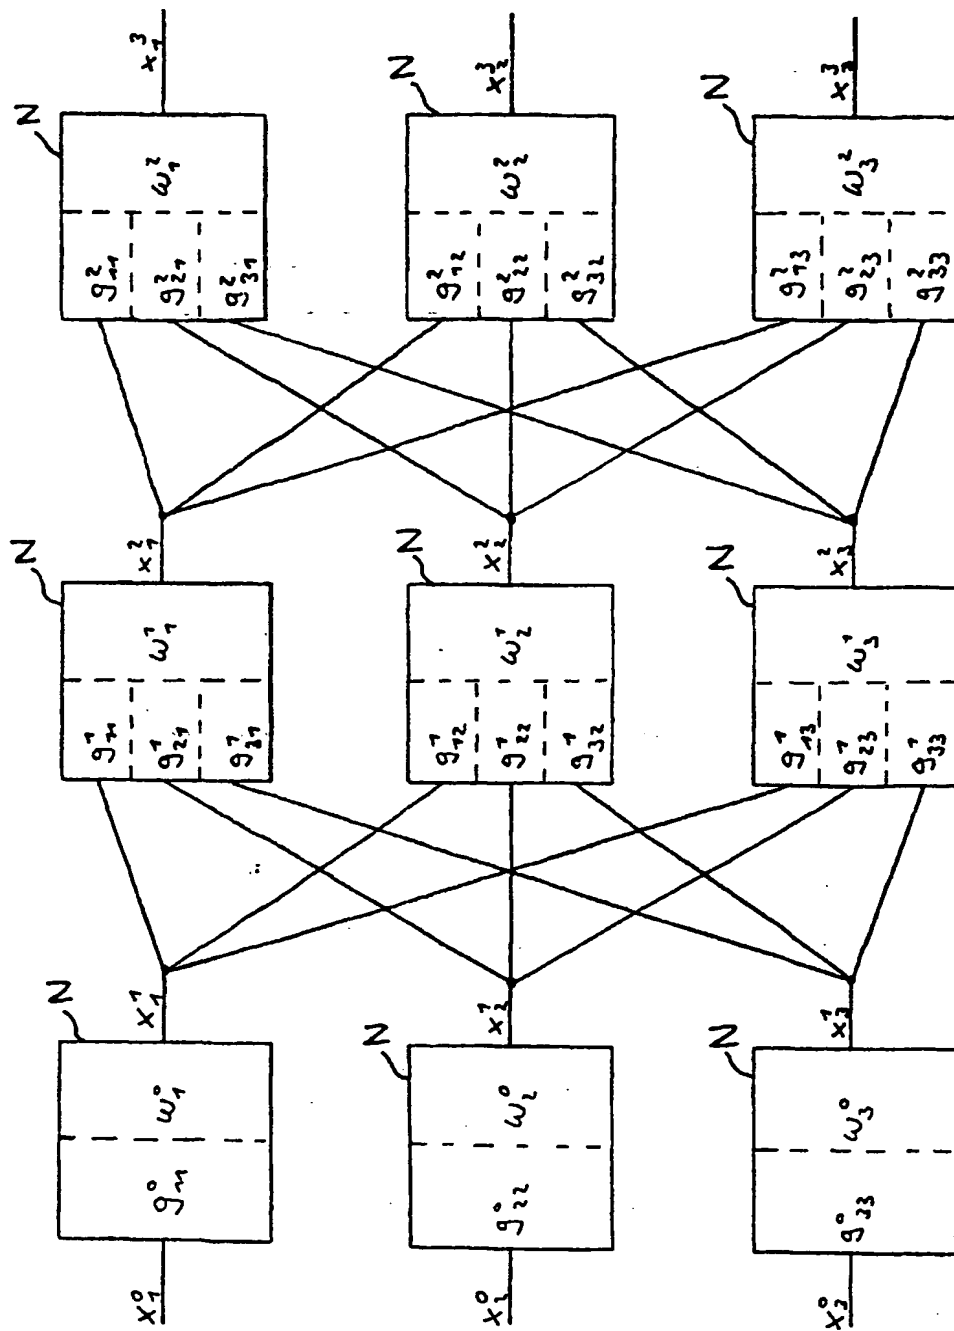 x₁³
x₂³
x₃³
N
N
N
g₁₁²
g₂₁²
g₃₁²
ω₁²
g₁₂²
g₂₂²
g₃₂²
ω₂²
g₁₃²
g₂₃²
g₃₃²
ω₃²
x₁²
x₂²
x₃²
N
N
N
g₁₁¹
g₂₁¹
g₃₁¹
ω₁¹
g₁₂¹
g₂₂¹
g₃₂¹
ω₂¹
g₁₃¹
g₂₃¹
g₃₃¹
ω₃¹
x₁¹
x₂¹
x₃¹
N
N
N
ω₁⁰
ω₂⁰
ω₃⁰
g₁₁⁰
g₂₂⁰
g₃₃⁰
x₁⁰
x₂⁰
x₃⁰